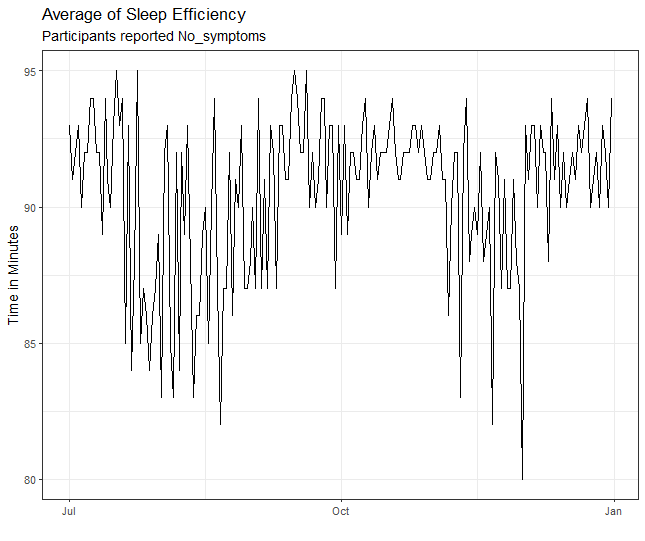 Average of Sleep Efficiency
Participants reported No_symptoms
Time in Minutes
95
90
85
80
Jul
Oct
Jan